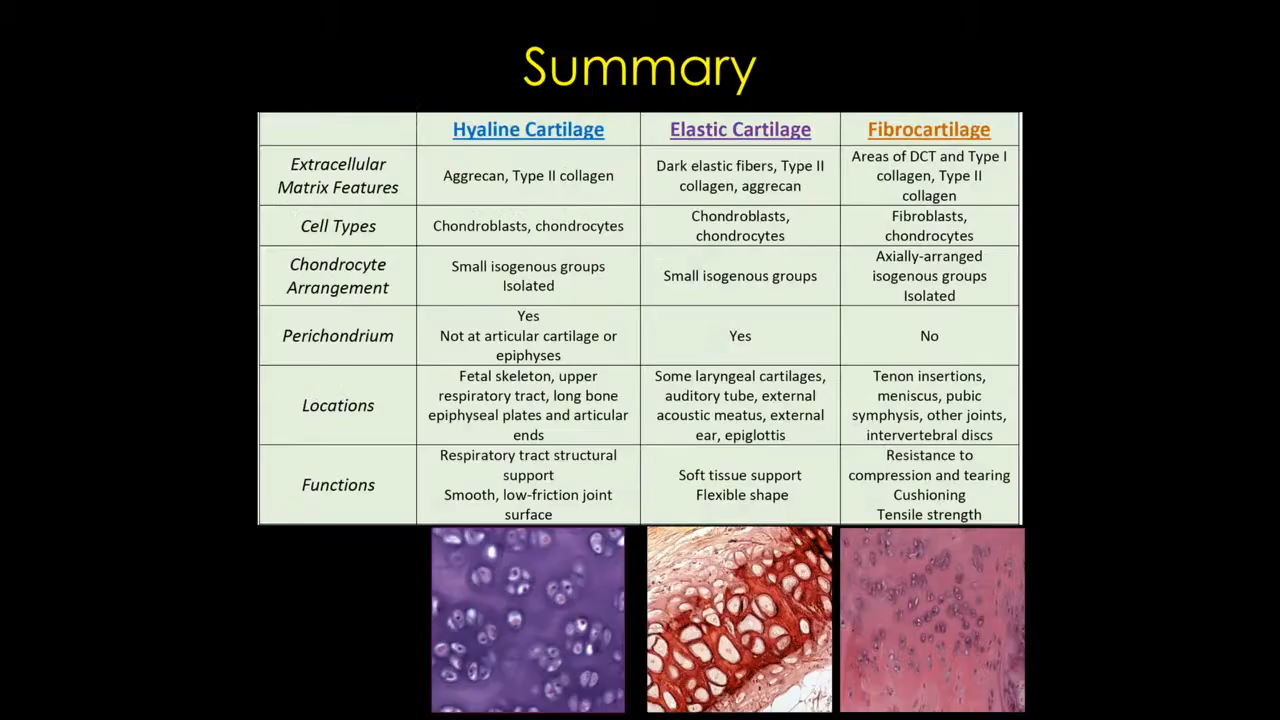 Summary
Hyaline Cartilage Elastic Cartilage Fibrocartilage
Extracellular
Matrix Features
Aggrecan, Type II collagen
Dark elastic fibers, Type II
collagen, aggrecan
Areas of DCT and Type I
collagen, Type II
collagen
Cell Types
Chondroblasts, chondrocytes
Chondroblasts,
chondrocytes
Fibroblasts,
chondrocytes
Chondrocyte
Arrangement
Small isogenous groups
Isolated
Small isogenous groups
Axially-arranged
isogenous groups
Isolated
Perichondrium
Yes
Not at articular cartilage or
epiphyses
Yes
No
Locations
Fetal skeleton, upper
respiratory tract, long bone
epiphyseal plates and articular
ends
Some laryngeal cartilages,
auditory tube, external
acoustic meatus, external
ear, epiglottis
Tenon insertions,
meniscus, pubic
symphysis, other joints,
intervertebral discs
Functions
Respiratory tract structural
support
Smooth, low-friction joint
surface
Soft tissue support
Flexible shape
Resistance to
compression and tearing
Cushioning
Tensile strength